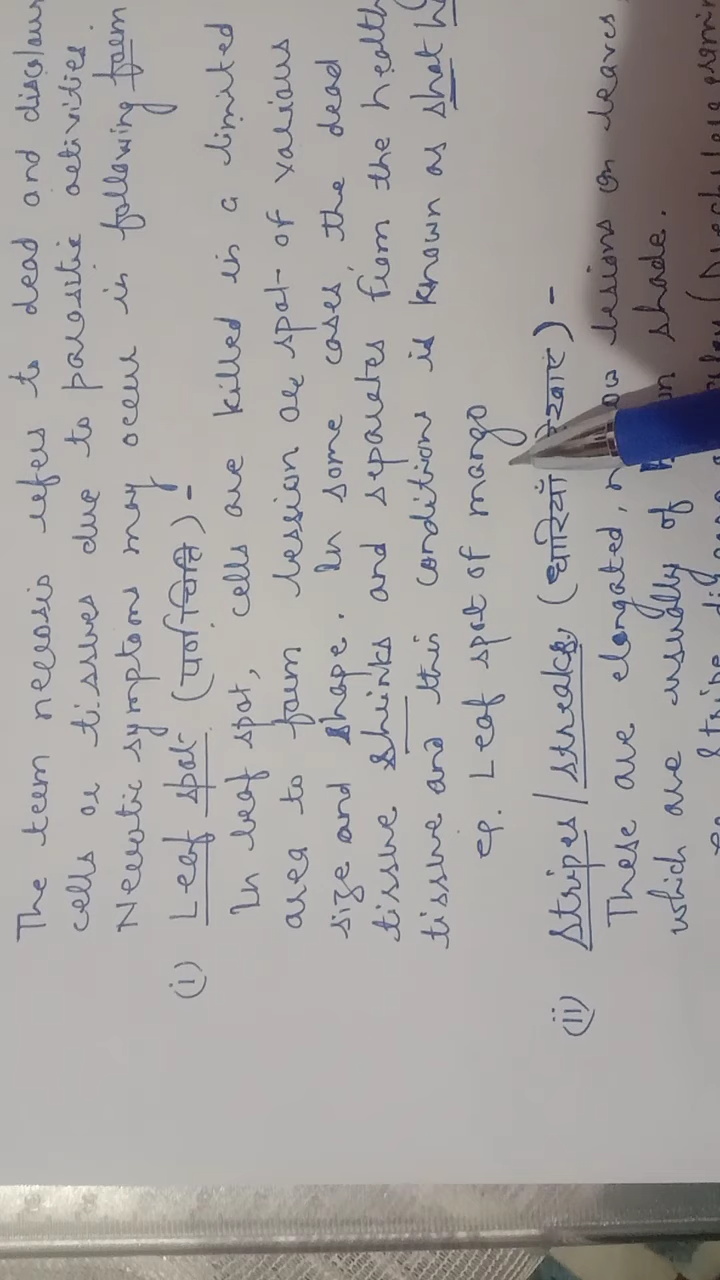 The term necrosis refers to dead and discolour
cells or tissues due to parasitic activities.
Necrotic symptoms may occur in following form
(i) Leaf spot (पर्ण चित्ति) -
In leaf spot, cells are killed in a limited
area to form lession or spot of various
size and shape. In some cases, the dead
tissue shrinks and separates from the health
tissue and this conditions is known as shot h
eg. Leaf spot of mango
(ii) Stripes / streaks (धारियाँ रेखाएं) -
These are elongated, lesions on leaves
which are usually of shade.